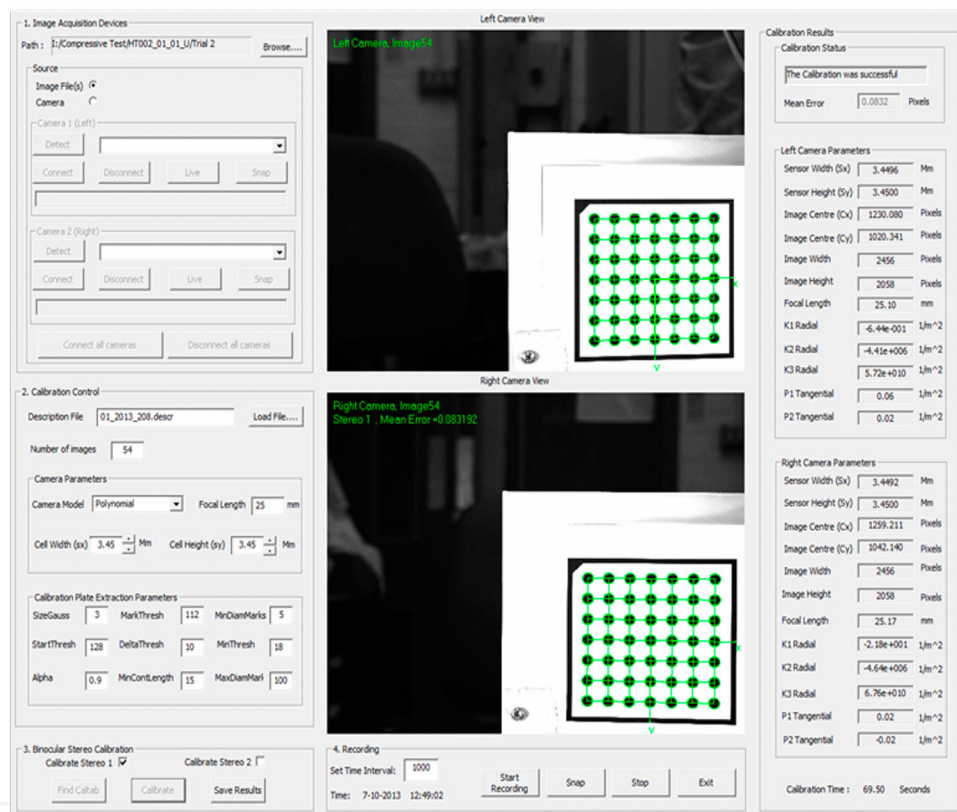 1. Image Acquisition Devices
Path : I:/Compressive Test/HT002_01_01_U/Trial 2 Browse....
Source
Image File(s)
Camera
Camera 1 (Left)
Detect
Connect Disconnect Live Snap
Camera 2 (Right)
Detect
Connect Disconnect Live Snap
Connect all cameras Disconnect all cameras
2. Calibration Control
Description File 01_2013_208.descr Load File....
Number of images 54
Camera Parameters
Camera Model Polynomial Focal Length 25 mm
Cell Width (sx) 3.45 Mm Cell Height (sy) 3.45 Mm
Calibration Plate Extraction Parameters
SizeGauss 3 MarkThresh 112 MinDiamMarks 5
StartThresh 128 DeltaThresh 10 MinThresh 18
Alpha 0.9 MinContLength 15 MaxDiamMark 100
3. Binocular Stereo Calibration
Calibrate Stereo 1 Calibrate Stereo 2
Find Caltab Calibrate Save Results
Left Camera View
Left Camera, Image54
x
y
Right Camera View
Right Camera, Image54
Stereo 1 , Mean Error =0.083192
x
y
4. Recording
Set Time Interval: 1000
Time: 7-10-2013 12:49:02
Start Recording Snap Stop Exit
Calibration Results
Calibration Status
The Calibration was successful
Mean Error 0.0832 Pixels
Left Camera Parameters
Sensor Width (Sx) 3.4496 Mm
Sensor Height (Sy) 3.4500 Mm
Image Centre (Cx) 1230.080 Pixels
Image Centre (Cy) 1020.341 Pixels
Image Width 2456 Pixels
Image Height 2058 Pixels
Focal Length 25.10 mm
K1 Radial -6.44e-001 1/m^2
K2 Radial -4.41e+006 1/m^2
K3 Radial 5.72e+010 1/m^2
P1 Tangential 0.06 1/m^2
P2 Tangential 0.02 1/m^2
Right Camera Parameters
Sensor Width (Sx) 3.4492 Mm
Sensor Height (Sy) 3.4500 Mm
Image Centre (Cx) 1259.211 Pixels
Image Centre (Cy) 1042.140 Pixels
Image Width 2456 Pixels
Image Height 2058 Pixels
Focal Length 25.17 mm
K1 Radial -2.18e+001 1/m^2
K2 Radial -4.64e+006 1/m^2
K3 Radial 6.76e+010 1/m^2
P1 Tangential 0.02 1/m^2
P2 Tangential -0.02 1/m^2
Calibration Time : 69.50 Seconds